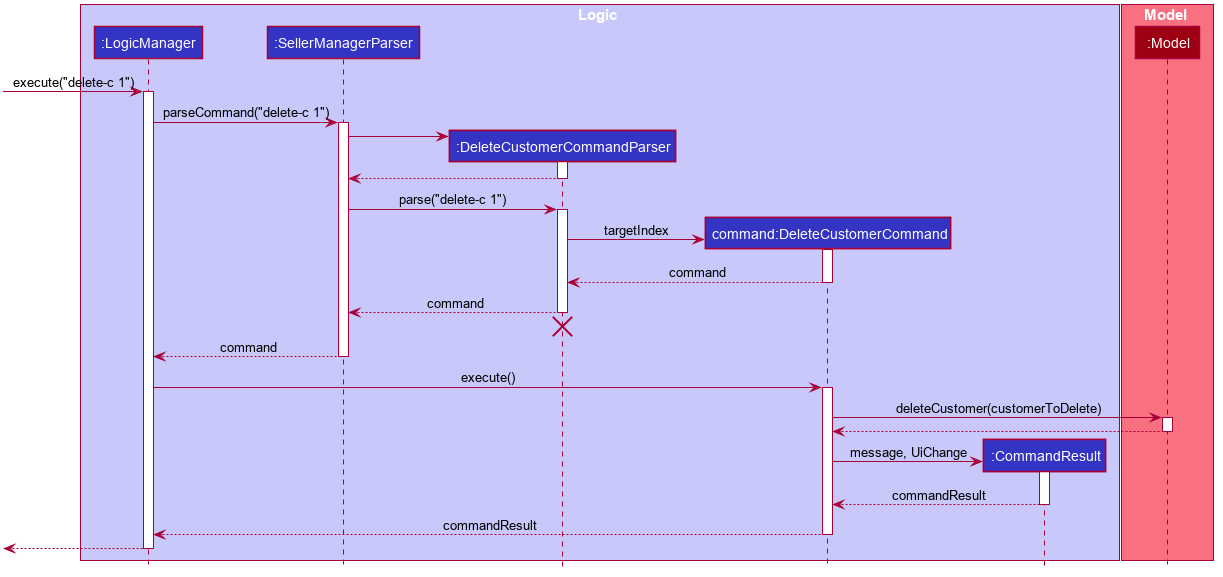 Logic
Model
:LogicManager
:SellerManagerParser
:Model
execute("delete-c 1")
parseCommand("delete-c 1")
:DeleteCustomerCommandParser
parse("delete-c 1")
targetIndex
command:DeleteCustomerCommand
command
command
command
execute()
deleteCustomer(customerToDelete)
message, UiChange
:CommandResult
commandResult
commandResult